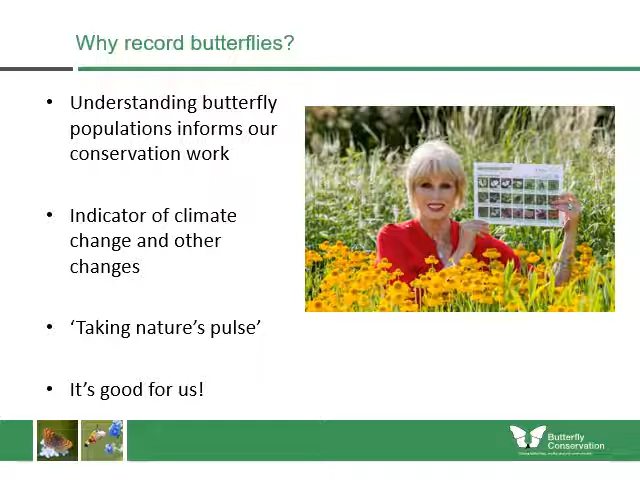 Why record butterflies?
• Understanding butterfly
populations informs our
conservation work
• Indicator of climate
change and other
changes
• ‘Taking nature’s pulse’
• It’s good for us!
Butterfly
Conservation